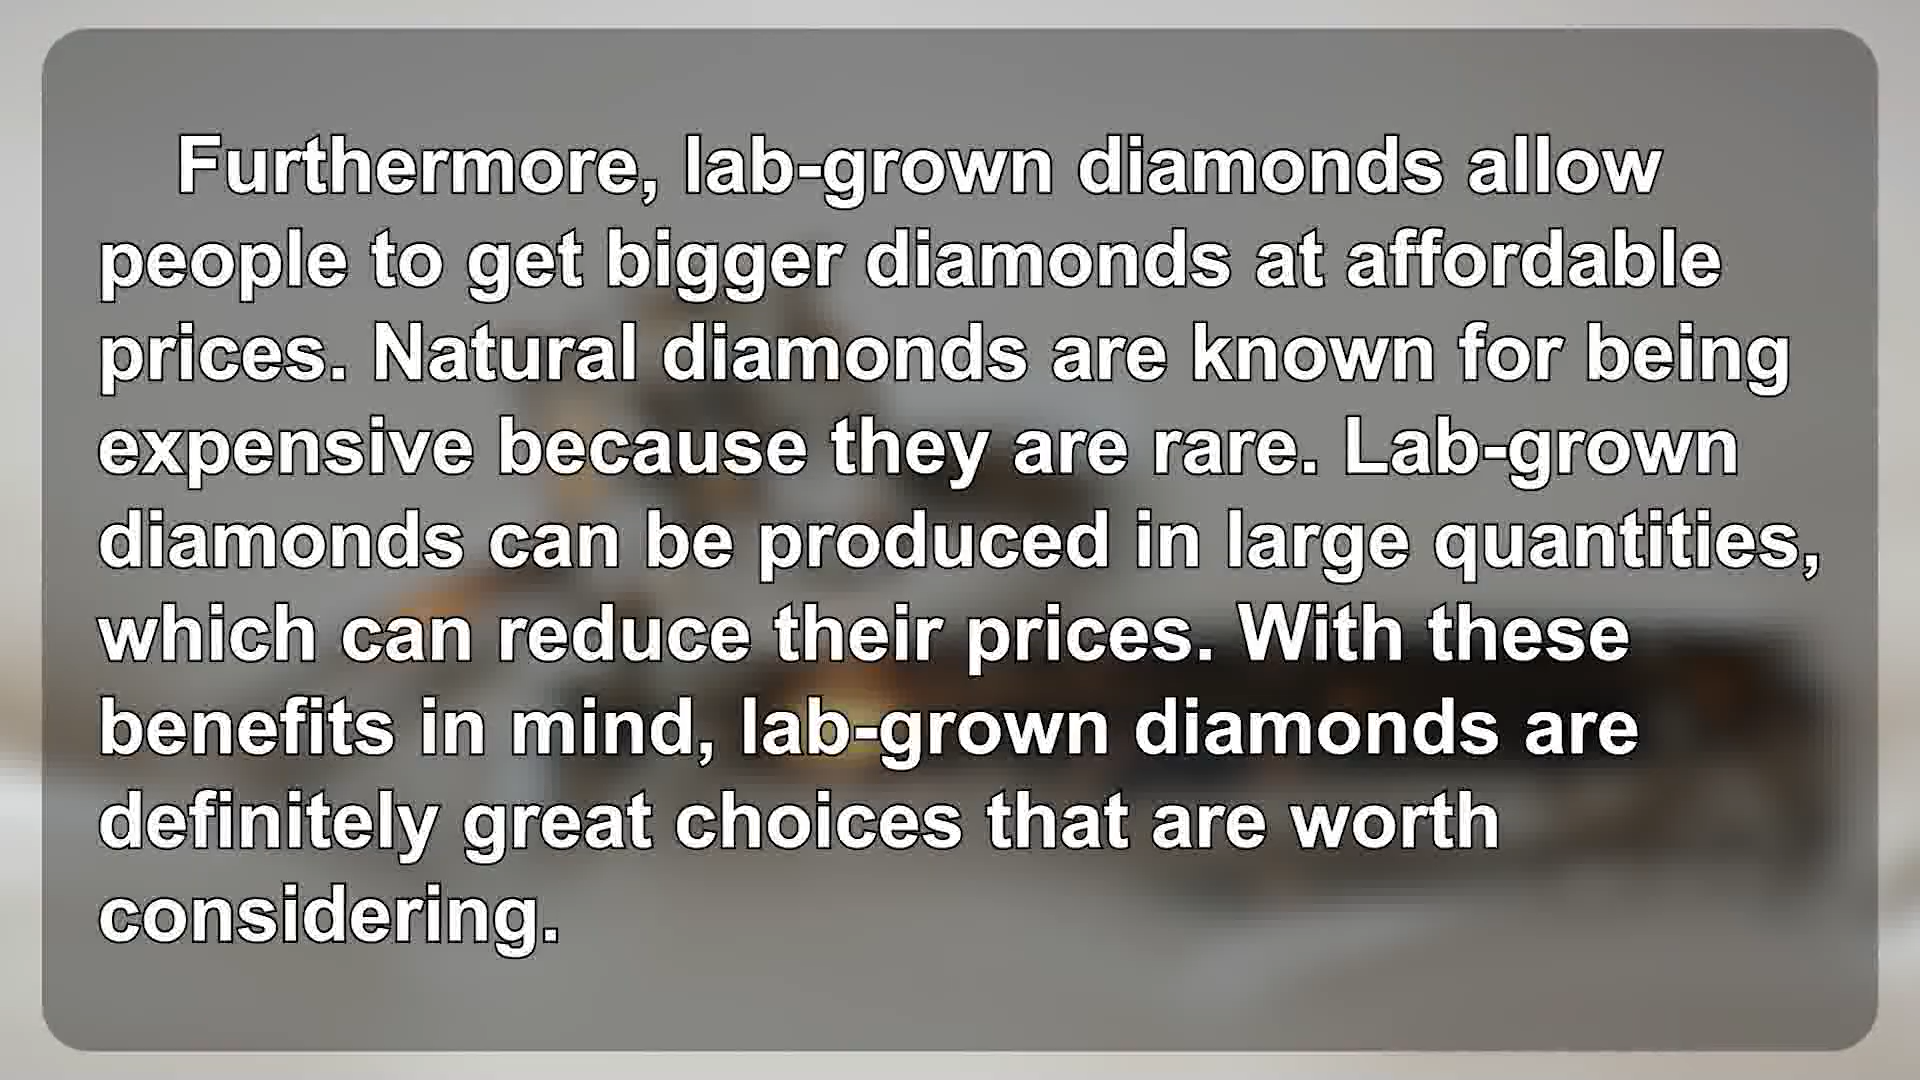 Furthermore, lab-grown diamonds allow
people to get bigger diamonds at affordable
prices. Natural diamonds are known for being
expensive because they are rare. Lab-grown
diamonds can be produced in large quantities,
which can reduce their prices. With these
benefits in mind, lab-grown diamonds are
definitely great choices that are worth
considering.